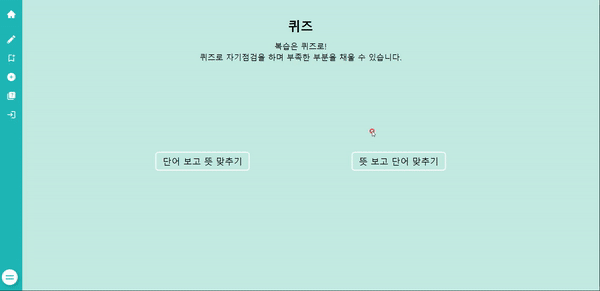 퀴즈
복습은 퀴즈로!
퀴즈로 자기점검을 하며 부족한 부분을 채울 수 있습니다.
단어 보고 뜻 맞추기
뜻 보고 단어 맞추기